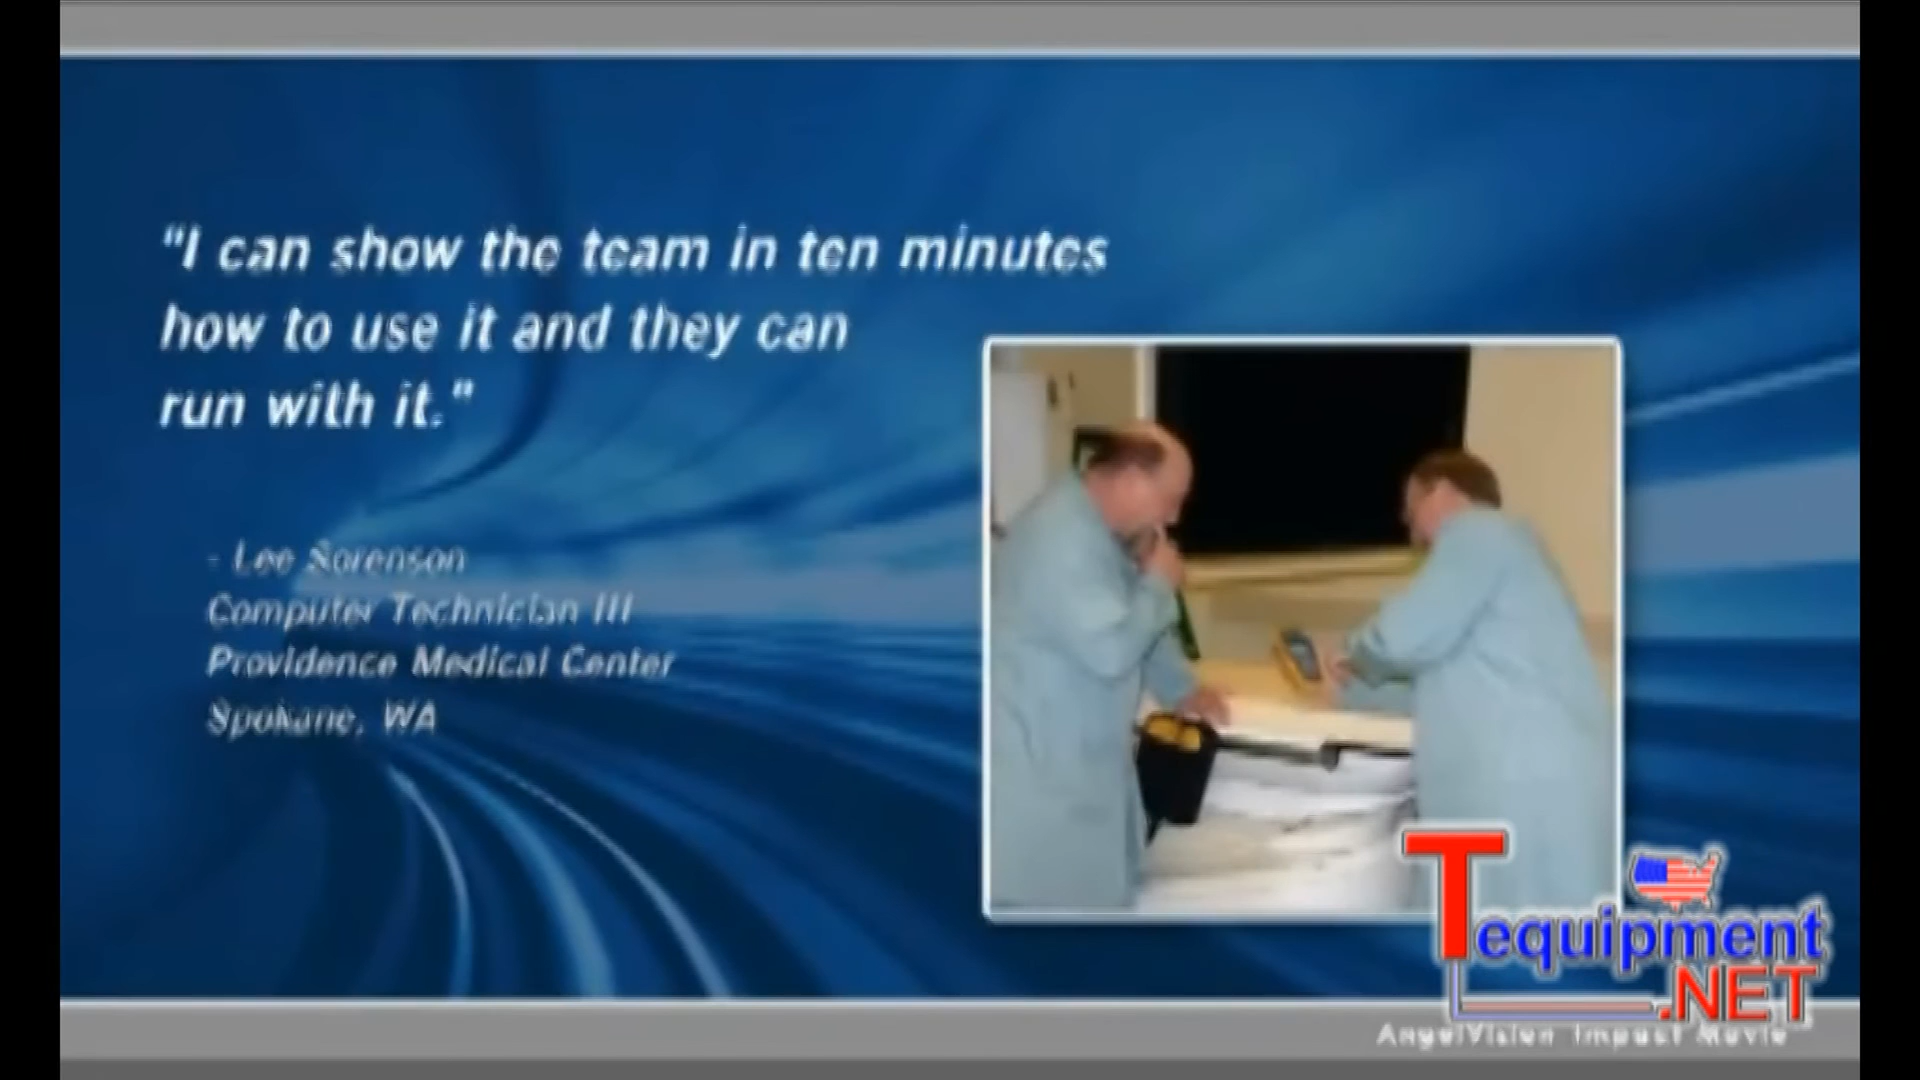 "I can show the team in ten minutes
how to use it and they can
run with it."
- Lee Sorenson
Computer Technician III
Providence Medical Center
Spokane, WA
Tequipment
.NET
AngelVision Impact Movie